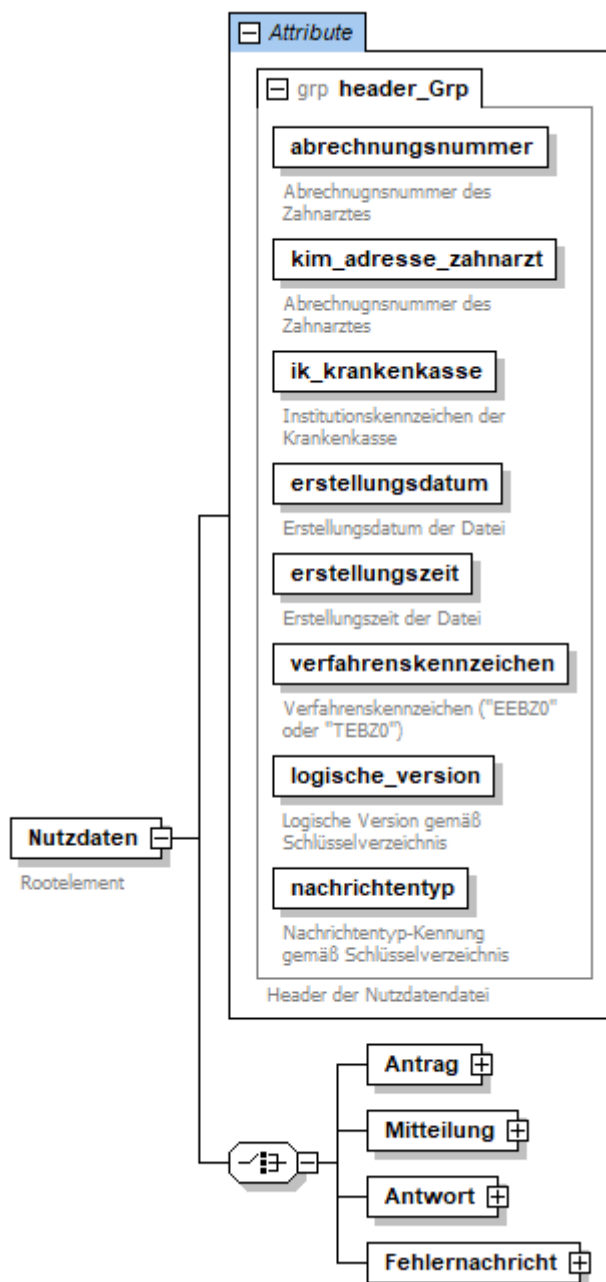 Attribute
grp header_Grp
abrechnungsnummer
Abrechnugnsnummer des
Zahnarztes
kim_adresse_zahnarzt
Abrechnugnsnummer des
Zahnarztes
ik_krankenkasse
Institutionskennzeichen der
Krankenkasse
erstellungsdatum
Erstellungsdatum der Datei
erstellungszeit
Erstellungszeit der Datei
verfahrenskennzeichen
Verfahrenskennzeichen ("EEBZ0"
oder "TEBZ0")
logische_version
Logische Version gemäß
Schlüsselverzeichnis
nachrichtentyp
Nachrichtentyp-Kennung
gemäß Schlüsselverzeichnis
Header der Nutzdatendatei
Nutzdaten
Rootelement
Antrag
Mitteilung
Antwort
Fehlernachricht